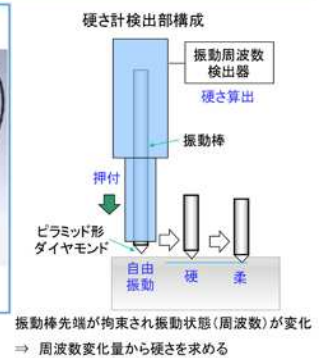 硬さ計検出部構成
振動周波数
検出器
硬さ算出
振動棒
押付
ピラミッド形
ダイヤモンド
自由
振動
硬
柔
振動棒先端が拘束され振動状態(周波数)が変化
⇒ 周波数変化量から硬さを求める